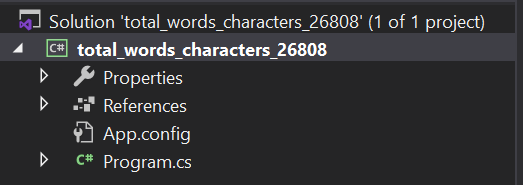 Solution 'total_words_characters_26808' (1 of 1 project)
C# total_words_characters_26808
Properties
References
App.config
C# Program.cs